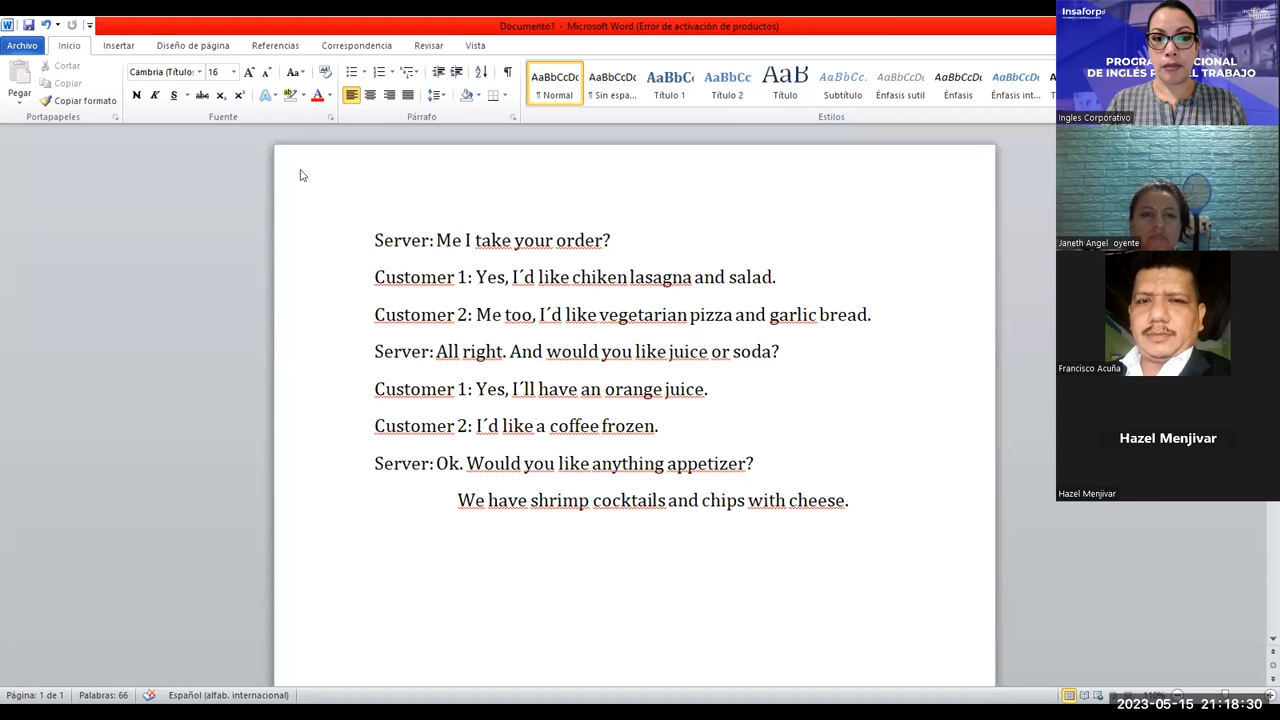 Documento1 - Microsoft Word (Error de activación de productos)
Archivo Inicio Insertar Diseño de página Referencias Correspondencia Revisar Vista
Cortar
Copiar
Copiar formato
Pegar
Cambria (Título: 16
N K S abc x₂ x²
Portapapeles Fuente Párrafo Estilos
AaBbCcDc AaBbCcDc AaBbC AaBbCc AaB AaBbCc. AaBbCcDc AaBbCcDc AaBbCcDc
¶ Normal ¶ Sin espa... Título 1 Título 2 Título Subtítulo Énfasis sutil Énfasis Énfasis int...
Server: Me I take your order?
Customer 1: Yes, I´d like chiken lasagna and salad.
Customer 2: Me too, I´d like vegetarian pizza and garlic bread.
Server: All right. And would you like juice or soda?
Customer 1: Yes, I´ll have an orange juice.
Customer 2: I´d like a coffee frozen.
Server: Ok. Would you like anything appetizer?
We have shrimp cocktails and chips with cheese.
Insaforp
Ingles Corporativo
Janeth Angel oyente
Francisco Acuña
Hazel Menjivar
Hazel Menjivar
Página: 1 de 1 Palabras: 66 Español (alfab. internacional) 110%
2023-05-15 21:18:30